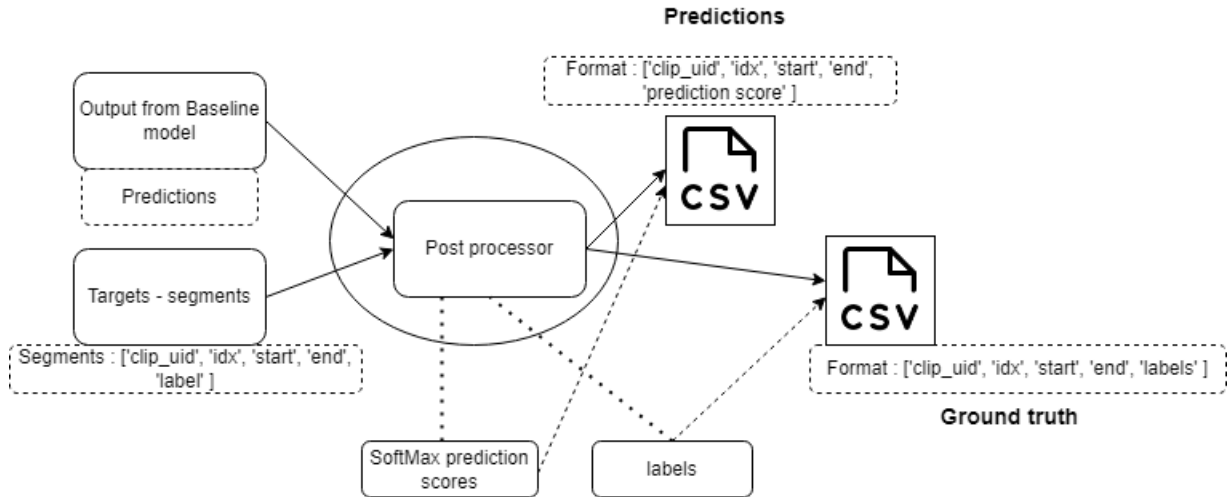 Predictions
Format : ['clip_uid', 'idx', 'start', 'end',
'prediction score' ]
Output from Baseline
model
Predictions
CSV
Post processor
Targets - segments
Segments : ['clip_uid', 'idx', 'start', 'end',
'label' ]
CSV
Format : ['clip_uid', 'idx', 'start', 'end', 'labels' ]
Ground truth
SoftMax prediction
scores
labels